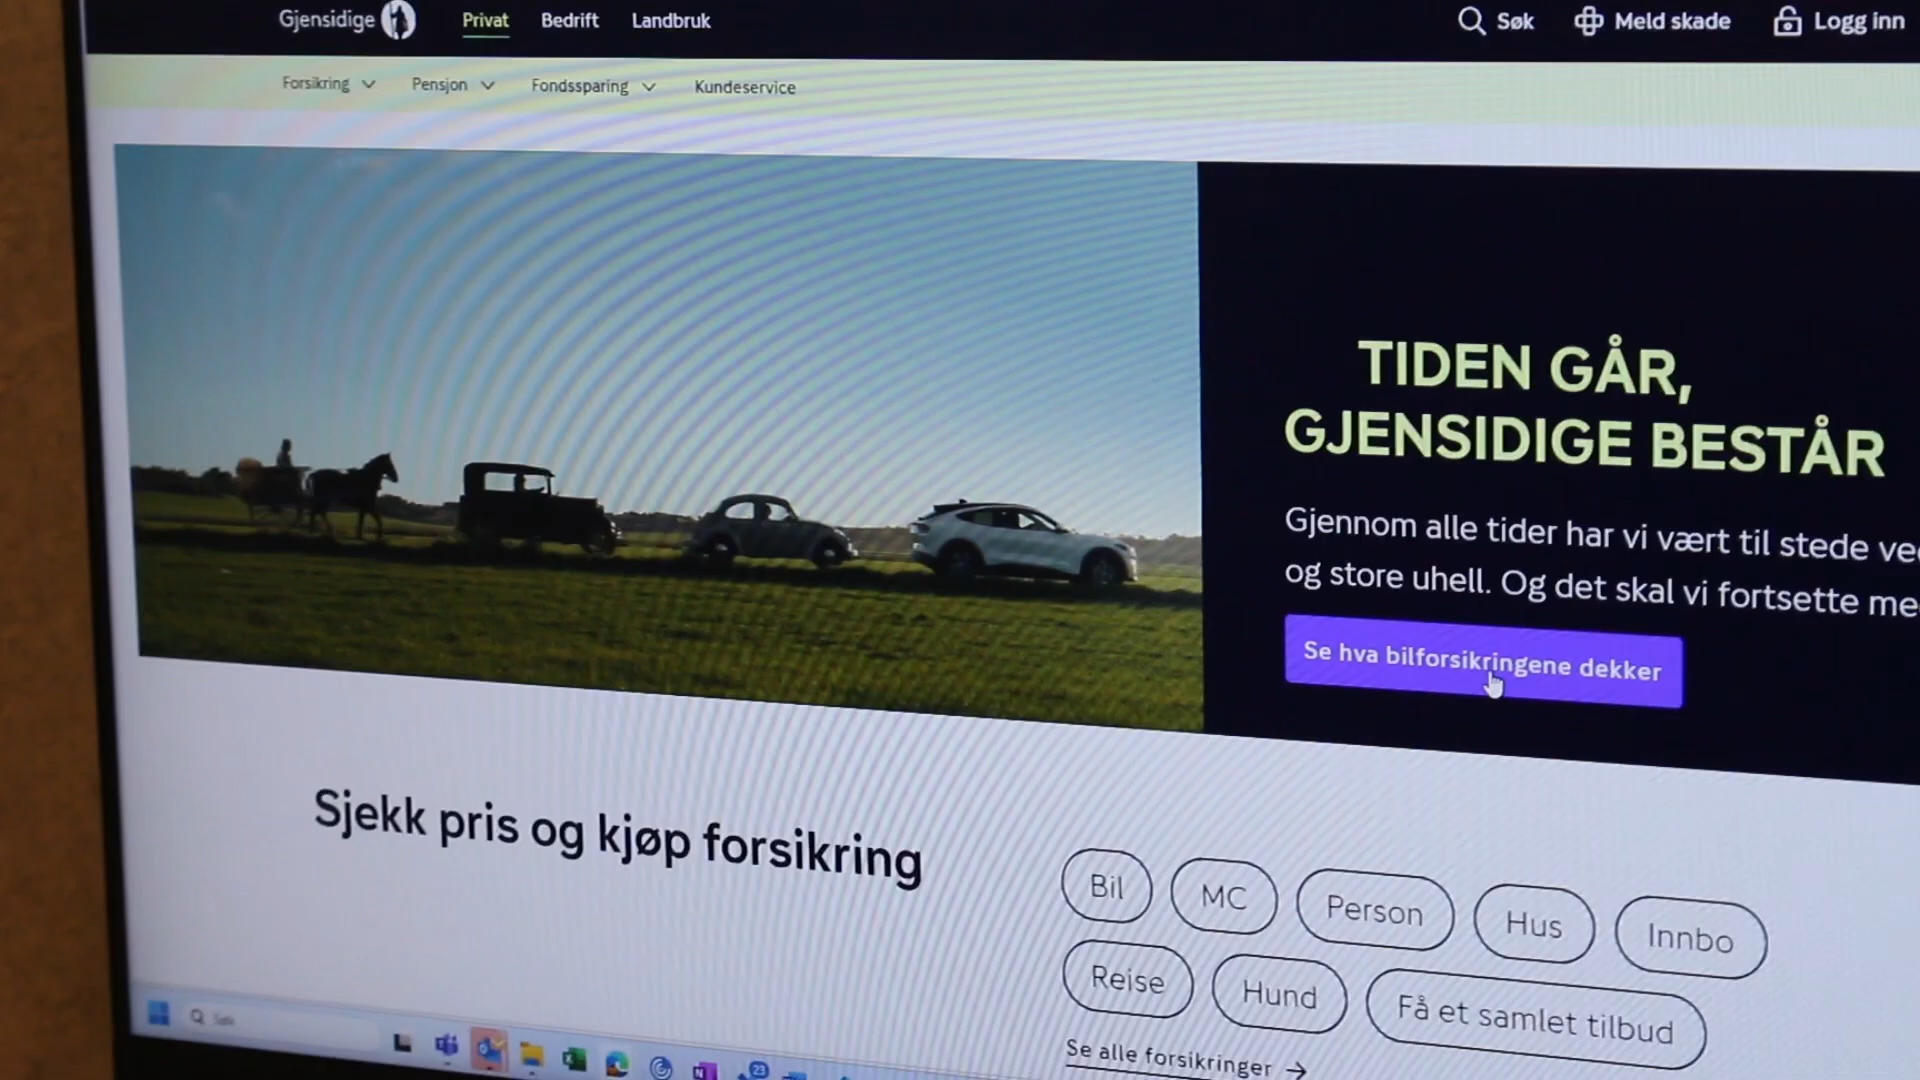 Gjensidige
Privat
Bedrift
Landbruk
Søk
Meld skade
Logg inn
Forsikring
Pensjon
Fondssparing
Kundeservice
TIDEN GÅR,
GJENSIDIGE BESTÅR
Gjennom alle tider har vi vært til stede
og store uhell. Og det skal vi fortsette
Se hva bilforsikringene dekker
Sjekk pris og kjøp forsikring
Bil
MC
Person
Hus
Innbo
Reise
Hund
Få et samlet tilbud
Se alle forsikringer →
Søk
23